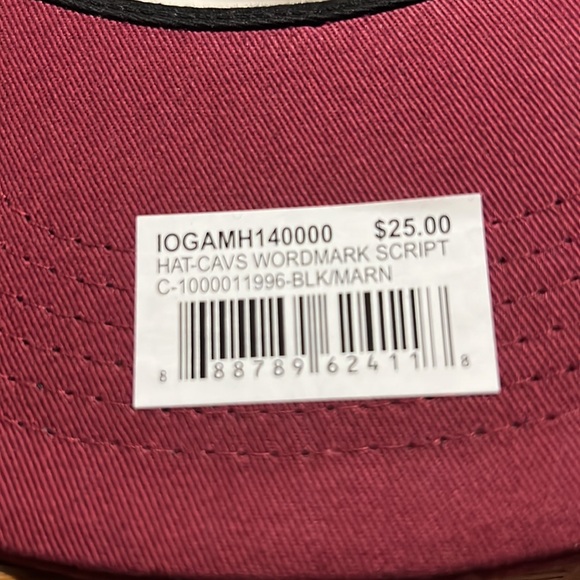 IOGAMH140000 $25.00
HAT-CAVS WORDMARK SCRIPT
C-1000011996-BLK/MARN
8 88789 62411 8